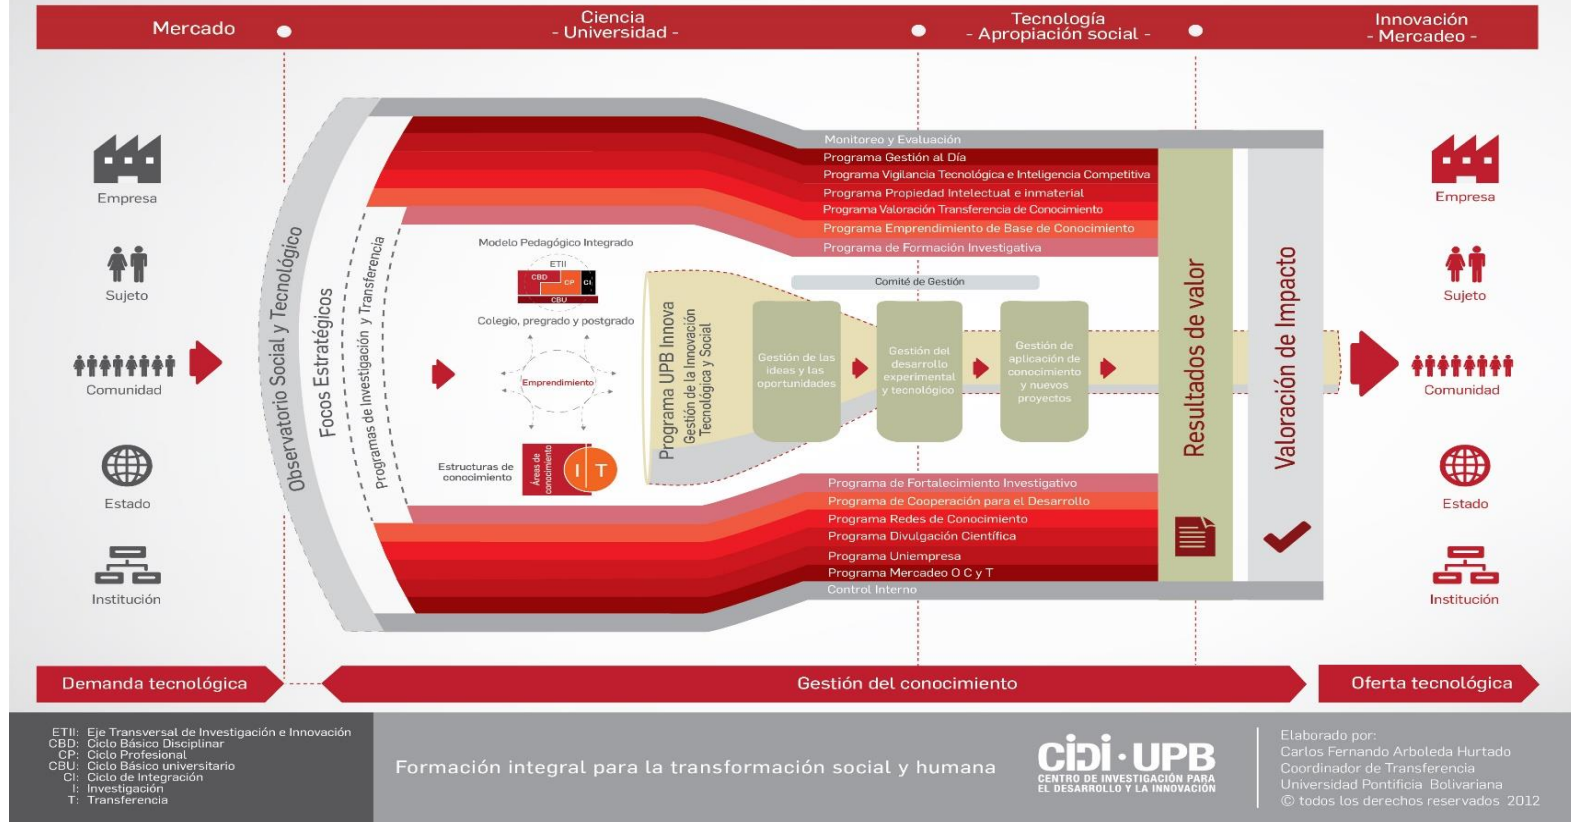 Mercado
Ciencia
- Universidad -
Tecnología
- Apropiación social -
Innovación
- Mercadeo -
Empresa
Sujeto
Comunidad
Estado
Institución
Observatorio Social y Tecnológico
Focos Estratégicos
Programas de Investigación y Transferencia
Modelo Pedagógico Integrado
ETII
CBD
CP
CI
CBU
Colegio, pregrado y postgrado
Emprendimiento
Estructuras de
conocimiento
Áreas de
conocimiento
I
T
Monitoreo y Evaluación
Programa Gestión al Día
Programa Vigilancia Tecnológica e Inteligencia Competitiva
Programa Propiedad Intelectual e inmaterial
Programa Valoración Transferencia de Conocimiento
Programa Emprendimiento de Base de Conocimiento
Programa de Formación Investigativa
Comité de Gestión
Programa UPB Innova
Gestión de la Innovación
Tecnológica y Social
Gestión de las
ideas y las
oportunidades
Gestión del
desarrollo
experimental
y tecnológico
Gestión de
aplicación de
conocimiento
y nuevos
proyectos
Programa de Fortalecimiento Investigativo
Programa de Cooperación para el Desarrollo
Programa Redes de Conocimiento
Programa Divulgación Científica
Programa Uniempresa
Programa Mercadeo O C y T
Control Interno
Resultados de valor
Valoración de Impacto
Empresa
Sujeto
Comunidad
Estado
Institución
Demanda tecnológica
Gestión del conocimiento
Oferta tecnológica
ETII: Eje Transversal de Investigación e Innovación
CBD: Ciclo Básico Disciplinar
CP: Ciclo Profesional
CBU: Ciclo Básico universitario
CI: Ciclo de Integración
I: Investigación
T: Transferencia
Formación integral para la transformación social y humana
CIDI · UPB
CENTRO DE INVESTIGACIÓN PARA
EL DESARROLLO Y LA INNOVACIÓN
Elaborado por:
Carlos Fernando Arboleda Hurtado
Coordinador de Transferencia
Universidad Pontificia Bolivariana
© todos los derechos reservados 2012